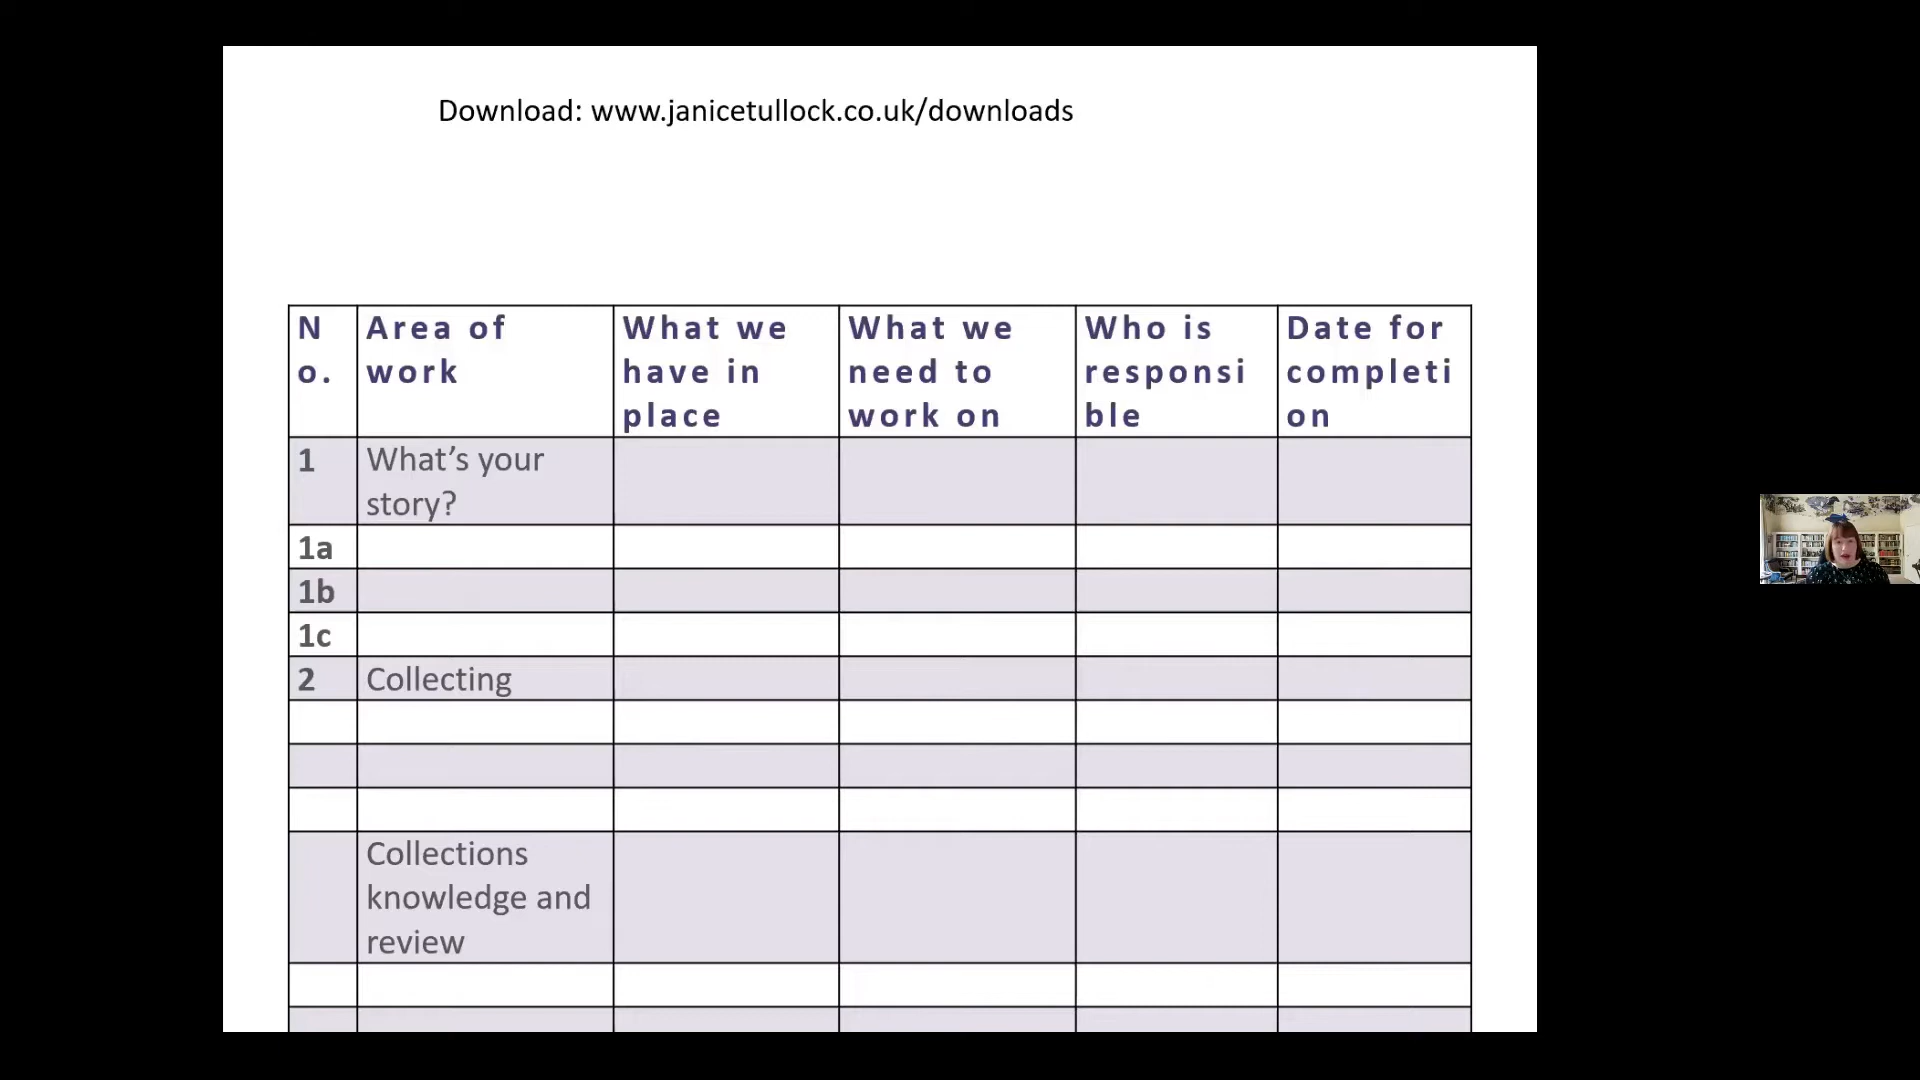 Download: www.janicetullock.co.uk/downloads
N
o.
Area of
work
What we
have in
place
What we
need to
work on
Who is
responsi
ble
Date for
completi
on
1
What's your
story?
1a
1b
1c
2
Collecting
Collections
knowledge and
review